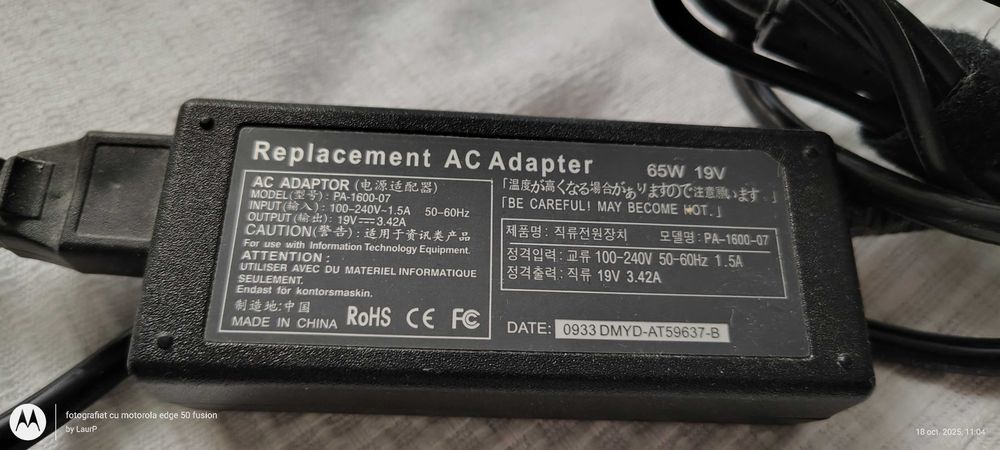 Replacement AC Adapter
65W 19V
AC ADAPTOR (电源适配器)
MODEL(型号): PA-1600-07
INPUT(输入): 100-240V-1.5A 50-60Hz
OUTPUT(输出): 19V⎓3.42A
CAUTION(警告): 适用于资讯类产品
For use with Information Technology Equipment.
ATTENTION :
UTILISER AVEC DU MATERIEL INFORMATIQUE
SEULEMENT.
Endast för kontorsmaskin.
制造地:中国
MADE IN CHINA RoHS CE FC
「温度が高くなる場合がありますので注意願います。」
「BE CAREFUL! MAY BECOME HOT.」
제품명: 직류전원장치 모델명: PA-1600-07
정격입력: 교류 100-240V 50-60Hz 1.5A
정격출력: 직류 19V 3.42A
DATE: 0933 DMYD-AT59637-B
fotografiat cu motorola edge 50 fusion
by LaurP
18 oct. 2025, 11:04